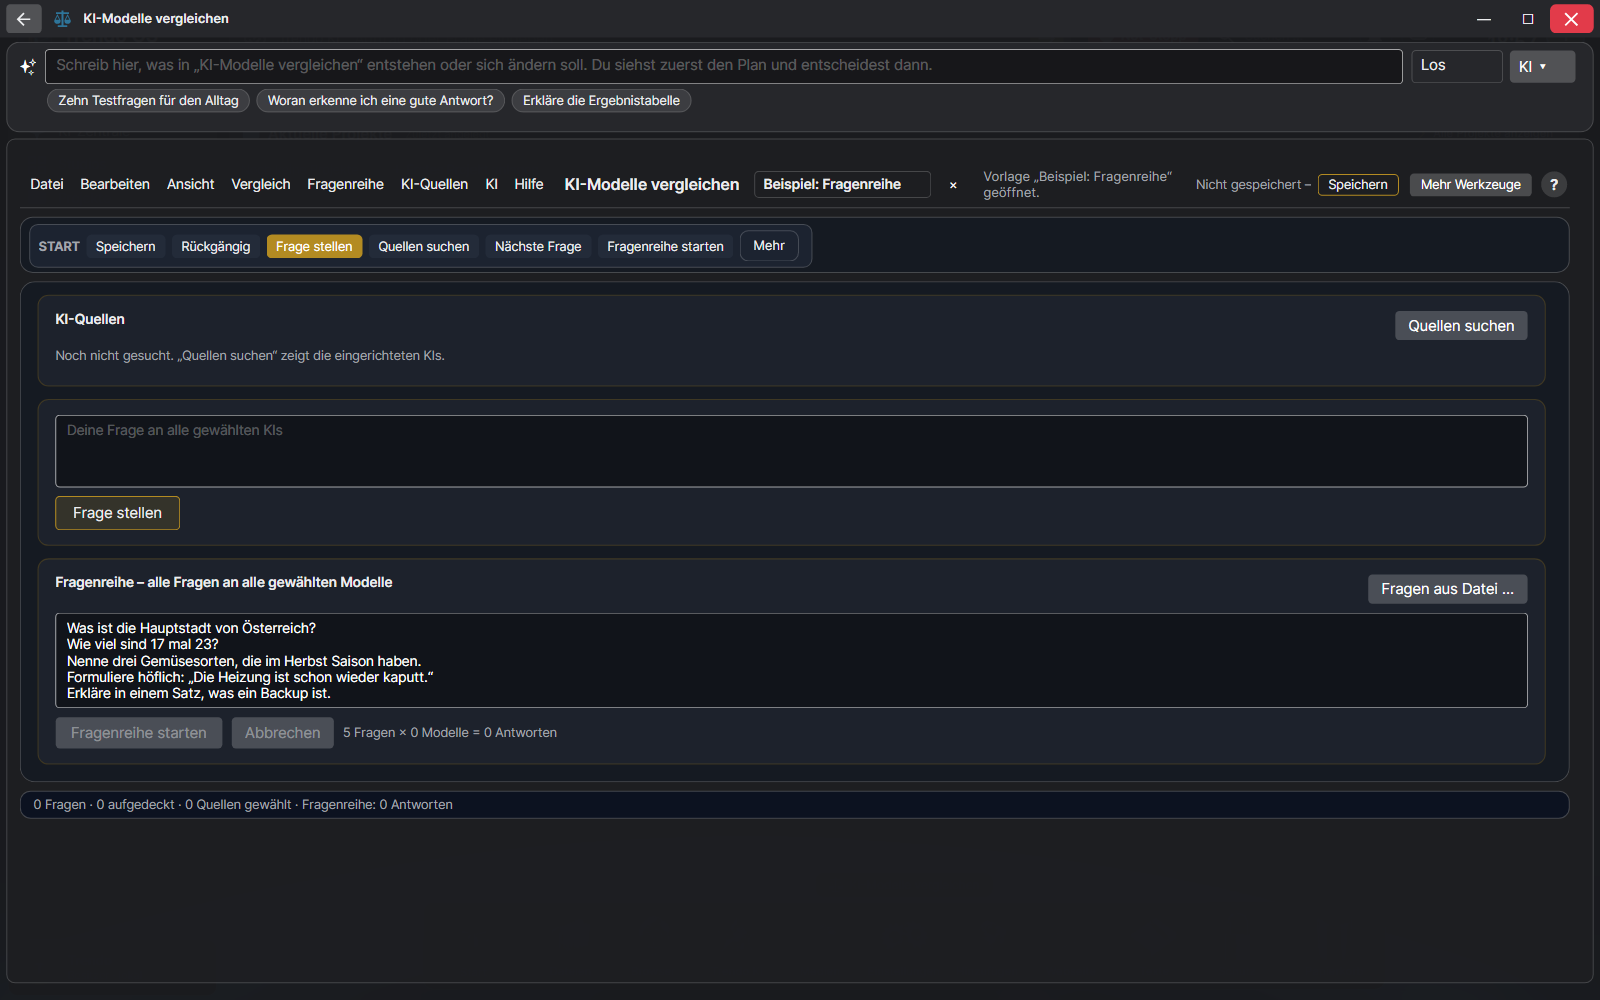 KI-Modelle vergleichen
Schreib hier, was in „KI-Modelle vergleichen“ entstehen oder sich ändern soll. Du siehst zuerst den Plan und entscheidest dann.
Los
KI
Zehn Testfragen für den Alltag
Woran erkenne ich eine gute Antwort?
Erkläre die Ergebnistabelle
Datei Bearbeiten Ansicht Vergleich Fragenreihe KI-Quellen KI Hilfe
KI-Modelle vergleichen
Beispiel: Fragenreihe
×
Vorlage „Beispiel: Fragenreihe“
geöffnet.
Nicht gespeichert –
Speichern
Mehr Werkzeuge
?
START Speichern Rückgängig Frage stellen Quellen suchen Nächste Frage Fragenreihe starten Mehr
KI-Quellen
Quellen suchen
Noch nicht gesucht. „Quellen suchen“ zeigt die eingerichteten KIs.
Deine Frage an alle gewählten KIs
Frage stellen
Fragenreihe – alle Fragen an alle gewählten Modelle
Fragen aus Datei ...
Was ist die Hauptstadt von Österreich?
Wie viel sind 17 mal 23?
Nenne drei Gemüsesorten, die im Herbst Saison haben.
Formuliere höflich: „Die Heizung ist schon wieder kaputt.“
Erkläre in einem Satz, was ein Backup ist.
Fragenreihe starten
Abbrechen
5 Fragen × 0 Modelle = 0 Antworten
0 Fragen · 0 aufgedeckt · 0 Quellen gewählt · Fragenreihe: 0 Antworten